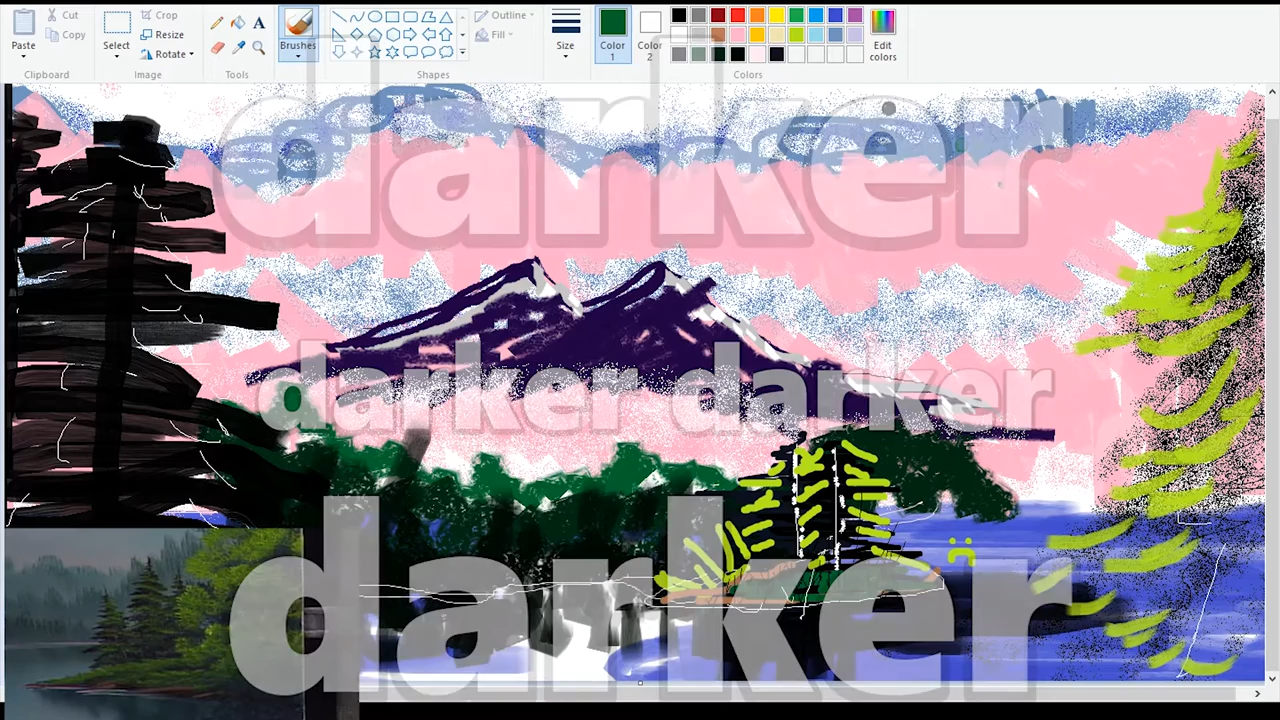 Cut
Copy
Paste
Clipboard
Crop
Resize
Rotate
Select
Image
A
Tools
Brushes
Shapes
Outline
Fill
Size
Color
1
Color
2
Edit
colors
Colors
darker
darker darker
darker